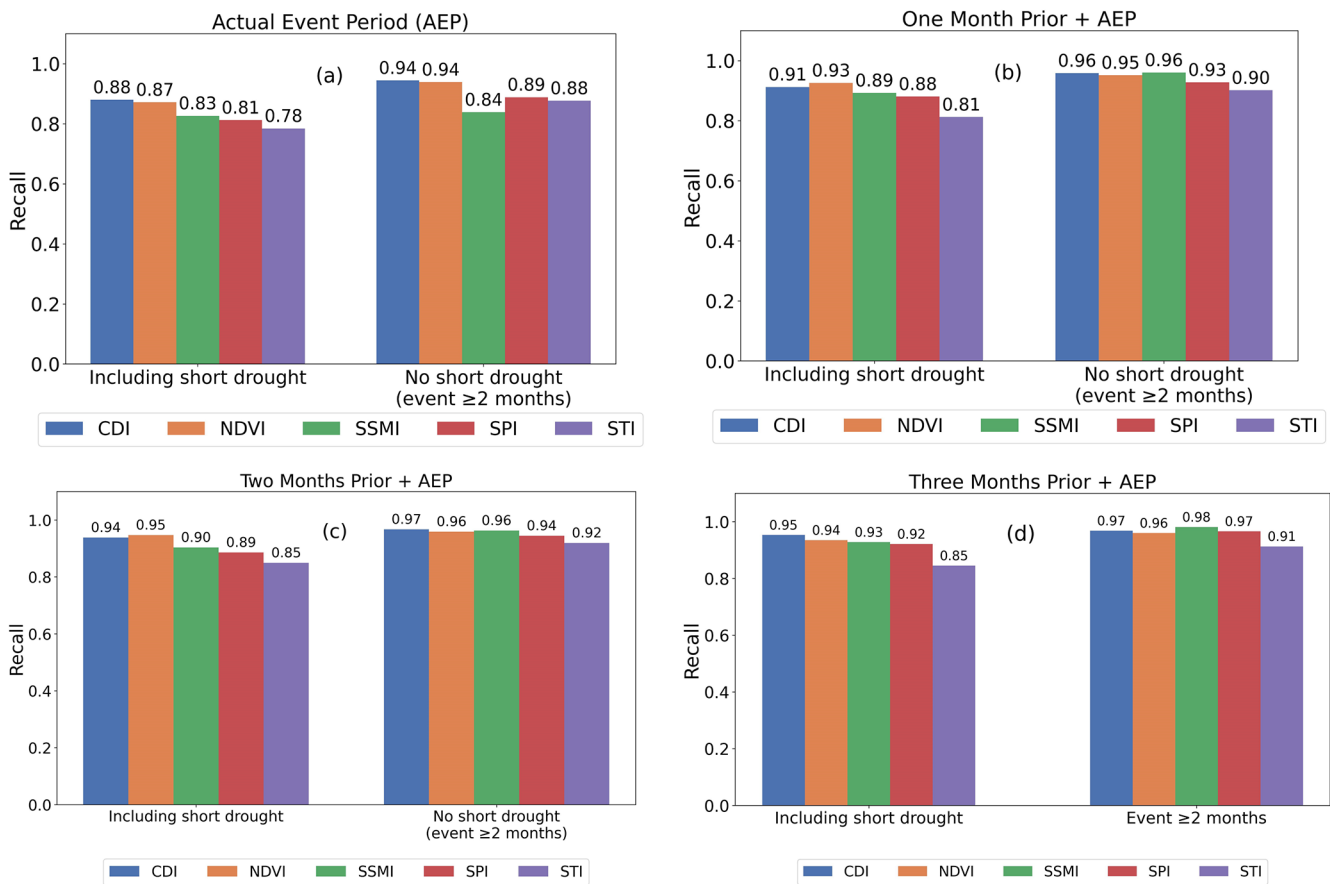 Actual Event Period (AEP)
1.0
0.8
0.6
0.4
0.2
0.0
Recall
(a)
0.88 0.87 0.83 0.81 0.78
0.94 0.94 0.84 0.89 0.88
Including short drought
No short drought
(event ≥2 months)
CDI NDVI SSMI SPI STI
One Month Prior + AEP
1.0
0.8
0.6
0.4
0.2
0.0
Recall
(b)
0.91 0.93 0.89 0.88 0.81
0.96 0.95 0.96 0.93 0.90
Including short drought
No short drought
(event ≥2 months)
CDI NDVI SSMI SPI STI
Two Months Prior + AEP
1.0
0.8
0.6
0.4
0.2
0.0
Recall
(c)
0.94 0.95 0.90 0.89 0.85
0.97 0.96 0.96 0.94 0.92
Including short drought
No short drought
(event ≥2 months)
CDI NDVI SSMI SPI STI
Three Months Prior + AEP
1.0
0.8
0.6
0.4
0.2
0.0
Recall
(d)
0.95 0.94 0.93 0.92 0.85
0.97 0.96 0.98 0.97 0.91
Including short drought
Event ≥2 months
CDI NDVI SSMI SPI STI